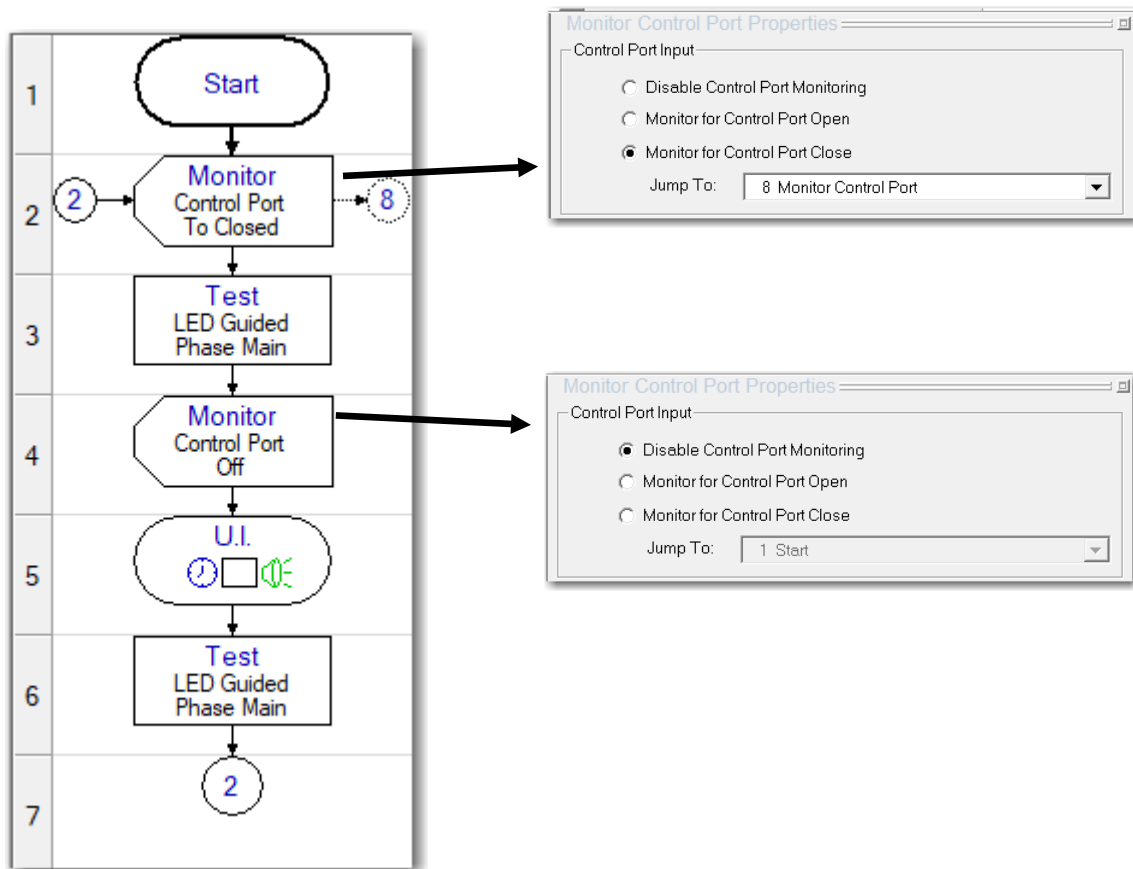 1
Start
2
2
Monitor
Control Port
To Closed
8
3
Test
LED Guided
Phase Main
4
Monitor
Control Port
Off
5
U.I.
6
Test
LED Guided
Phase Main
7
2
Monitor Control Port Properties
Control Port Input
Disable Control Port Monitoring
Monitor for Control Port Open
Monitor for Control Port Close
Jump To: 8 Monitor Control Port
Monitor Control Port Properties
Control Port Input
Disable Control Port Monitoring
Monitor for Control Port Open
Monitor for Control Port Close
Jump To: 1 Start